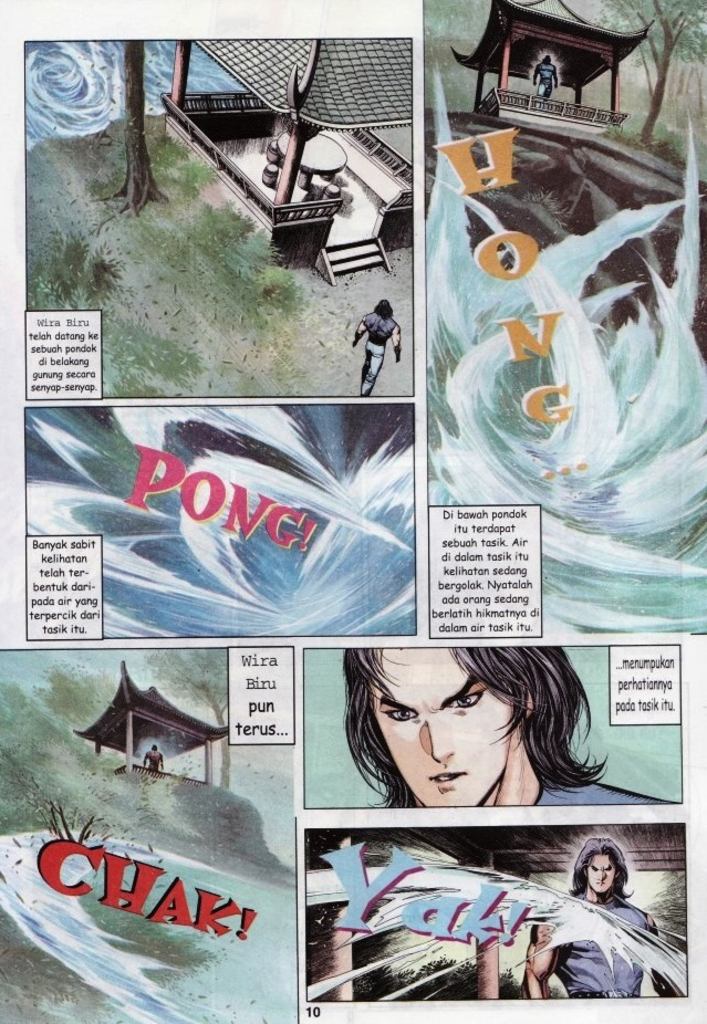 Wira Biru
telah datang ke
sebuah pondok
di belakang
gunung secara
senyap-senyap.
HONG...
Di bawah pondok
itu terdapat
sebuah tasik. Air
di dalam tasik itu
kelihatan sedang
bergolak. Nyatalah
ada orang sedang
berlatih hikmatnya di
dalam air tasik itu.
PONG!
Banyak sabit
kelihatan
telah ter-
bentuk dari-
pada air yang
terpercik dari
tasik itu.
Wira
Biru
pun
terus...
CHAK!
...menumpukan
perhatiannya
pada tasik itu.
Yak!
10